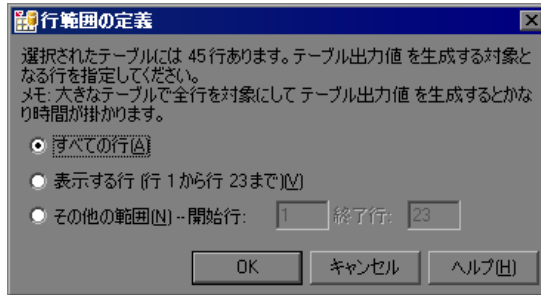 行範囲の定義
選択されたテーブルには 45 行あります。テーブル出力値 を生成する対象と
なる行を指定してください。
メモ: 大きなテーブルで全行を対象にして テーブル出力値 を生成するとかな
り時間が掛かります。
すべての行(A)
表示する行 (行 1 から行 23 まで)(V)
その他の範囲(N) -- 開始行: 1 終了行: 23
OK キャンセル ヘルプ(H)